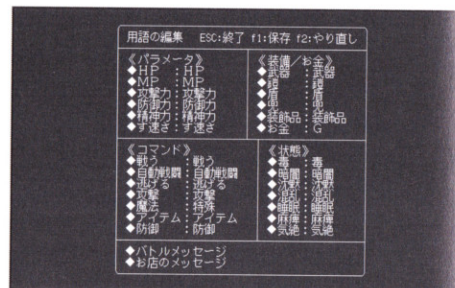 用語の編集 ESC:終了 f1:保存 f2:やり直し
《パラメータ》
◆HP :HP
◆MP :MP
◆攻撃力:攻撃力
◆防御力:防御力
◆精神力:精神力
◆す速さ:す速さ
《装備/お金》
◆武器 :武器
◆鎧 :鎧
◆盾 :盾
◆兜 :兜
◆装飾品:装飾品
◆お金 :G
《コマンド》
◆戦う :戦う
◆自動戦闘:自動戦闘
◆逃げる :逃げる
◆攻撃 :攻撃
◆魔法 :特殊
◆アイテム:アイテム
◆防御 :防御
《状態》
◆毒 :毒
◆暗闇:暗闇
◆沈黙:沈黙
◆混乱:混乱
◆睡眠:睡眠
◆麻痺:麻痺
◆気絶:気絶
◆バトルメッセージ
◆お店のメッセージ